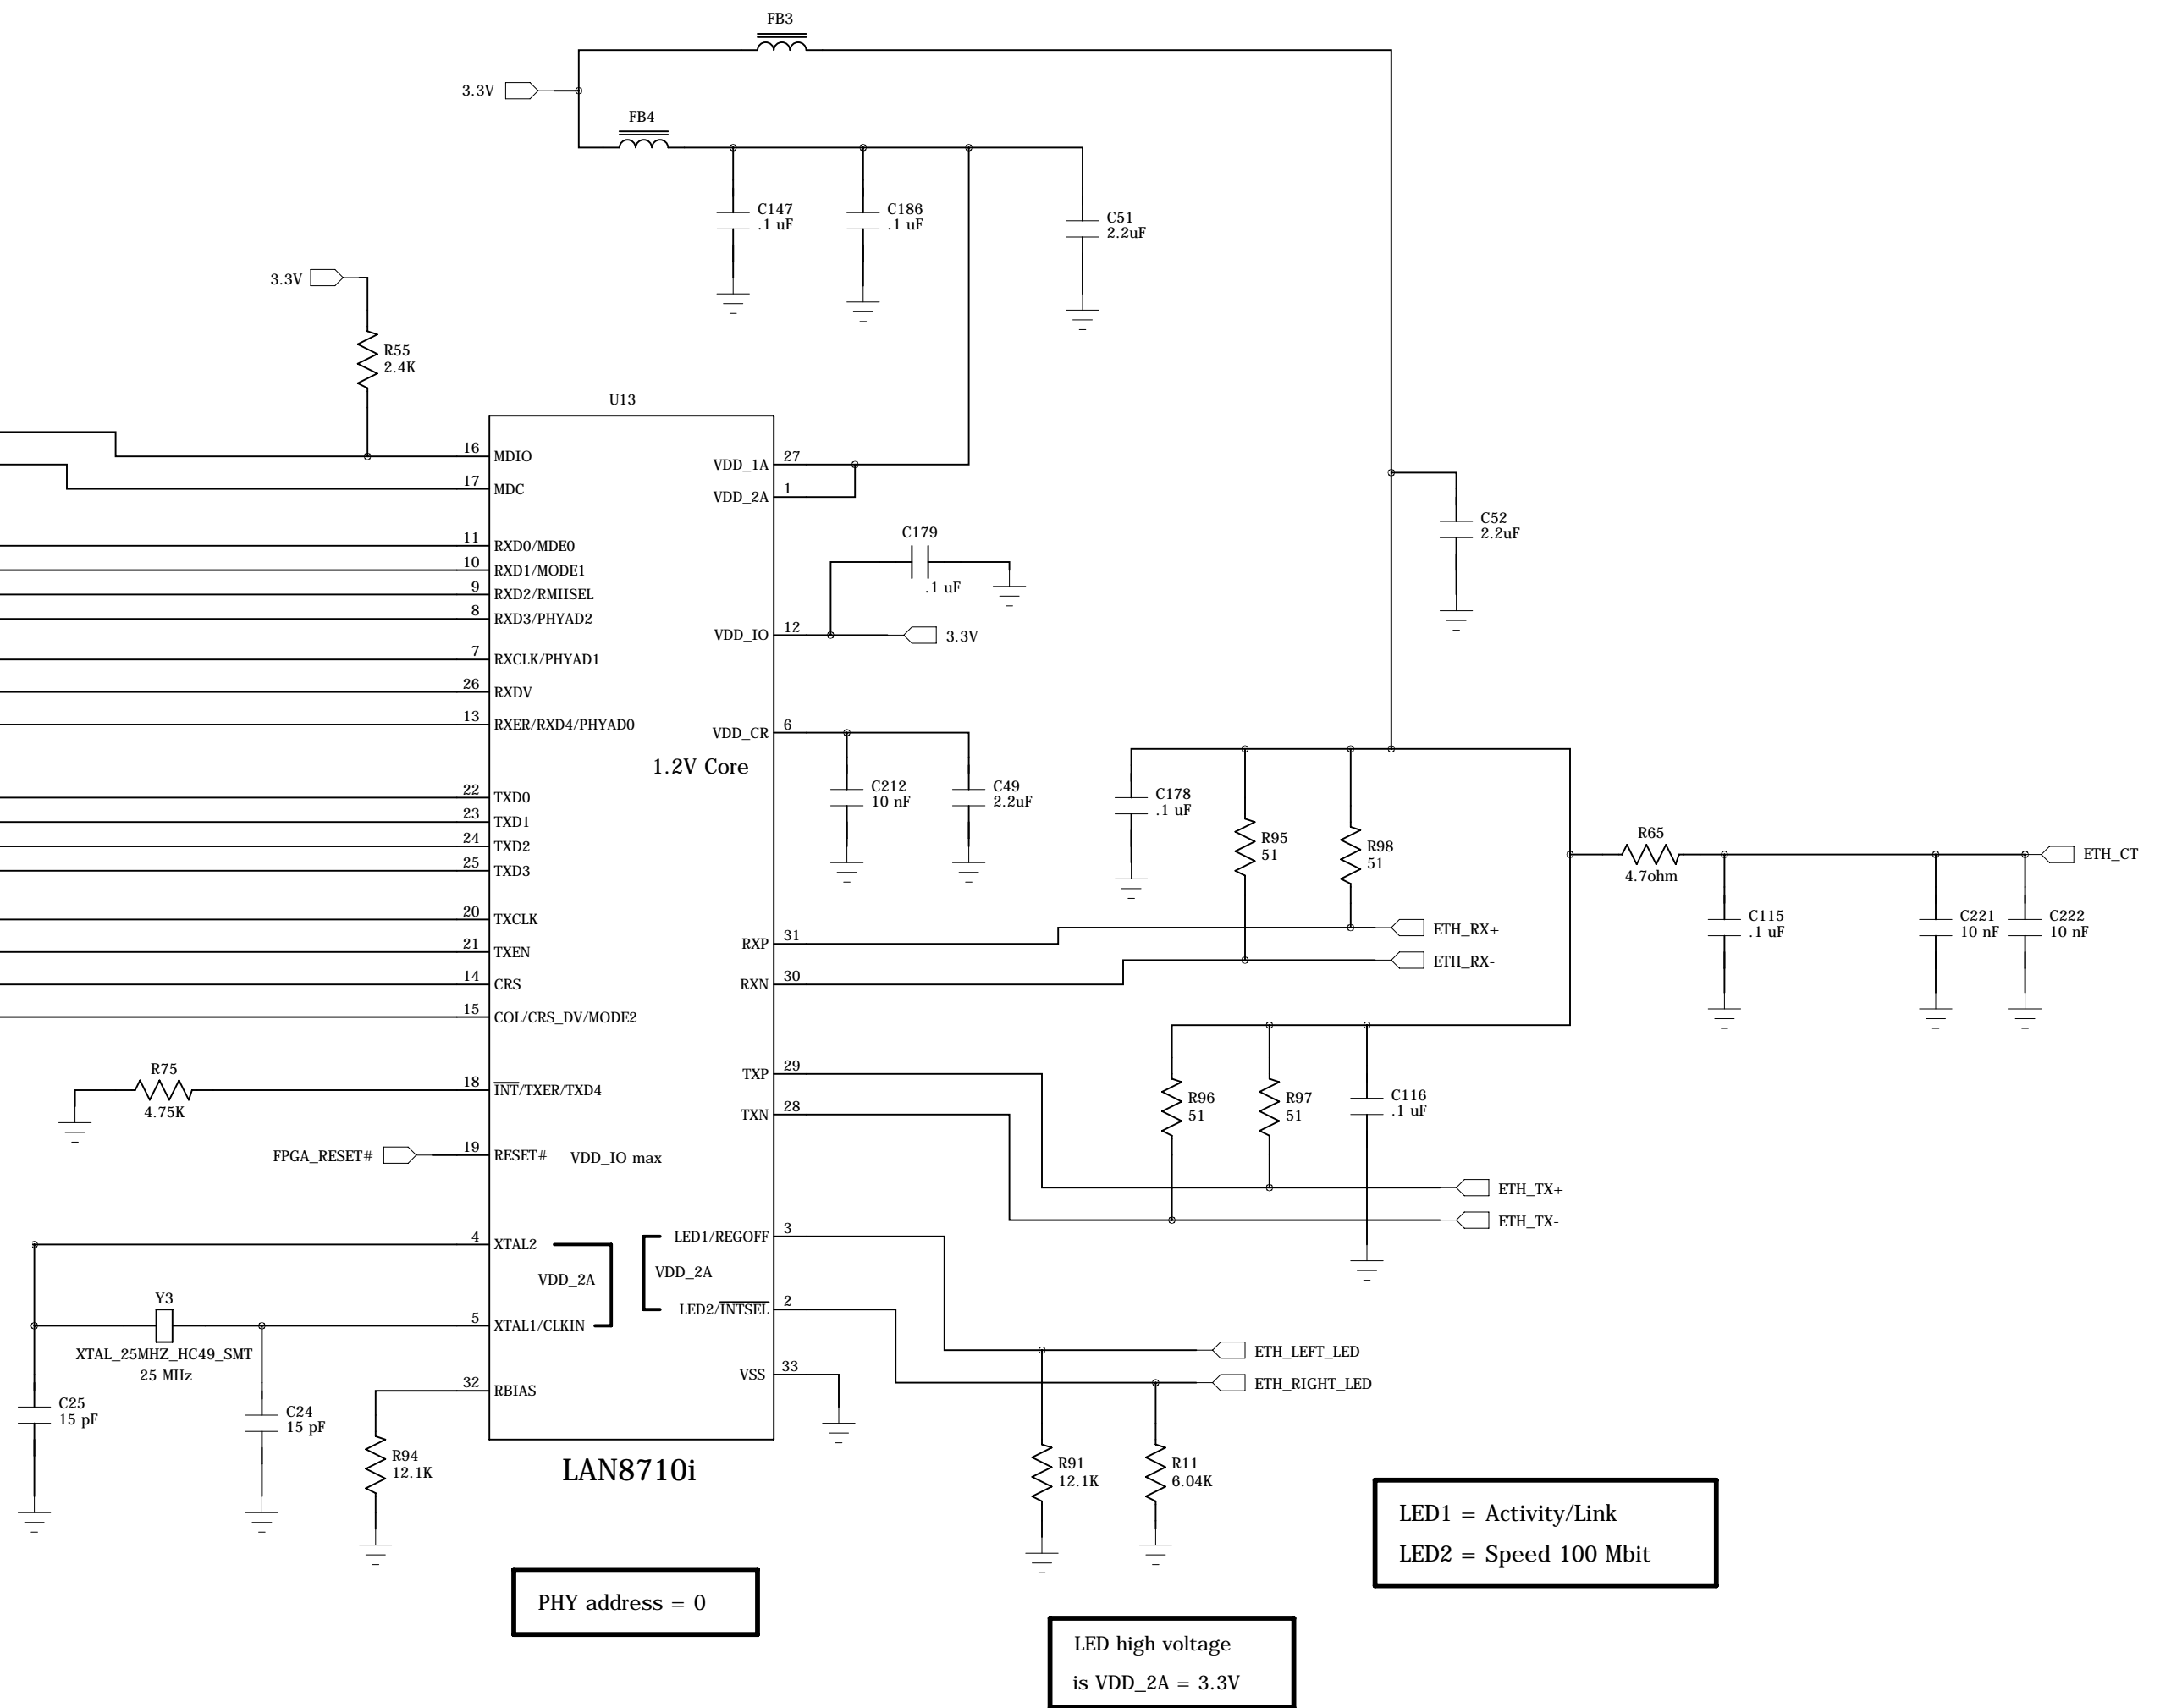 FB3
3.3V
FB4
C147
.1 uF
C186
.1 uF
C51
2.2uF
3.3V
R55
2.4K
U13
16 MDIO
17 MDC
11 RXD0/MDE0
10 RXD1/MODE1
9 RXD2/RMIISEL
8 RXD3/PHYAD2
7 RXCLK/PHYAD1
26 RXDV
13 RXER/RXD4/PHYAD0
22 TXD0
23 TXD1
24 TXD2
25 TXD3
20 TXCLK
21 TXEN
14 CRS
15 COL/CRS_DV/MODE2
R75
4.75K
18 INT/TXER/TXD4
FPGA_RESET#
19 RESET# VDD_IO max
4 XTAL2
VDD_2A
5 XTAL1/CLKIN
Y3
XTAL_25MHZ_HC49_SMT
25 MHz
C25
15 pF
C24
15 pF
32 RBIAS
R94
12.1K
VDD_1A 27
VDD_2A 1
C179
.1 uF
VDD_IO 12
3.3V
VDD_CR 6
1.2V Core
C212
10 nF
C49
2.2uF
C52
2.2uF
C178
.1 uF
R95
51
R98
51
R65
4.7ohm
ETH_CT
C115
.1 uF
C221
10 nF
C222
10 nF
RXP 31
ETH_RX+
RXN 30
ETH_RX-
TXP 29
TXN 28
R96
51
R97
51
C116
.1 uF
ETH_TX+
ETH_TX-
LED1/REGOFF 3
VDD_2A
LED2/INTSEL 2
ETH_LEFT_LED
ETH_RIGHT_LED
VSS 33
R91
12.1K
R11
6.04K
LAN8710i
LED1 = Activity/Link
LED2 = Speed 100 Mbit
PHY address = 0
LED high voltage
is VDD_2A = 3.3V